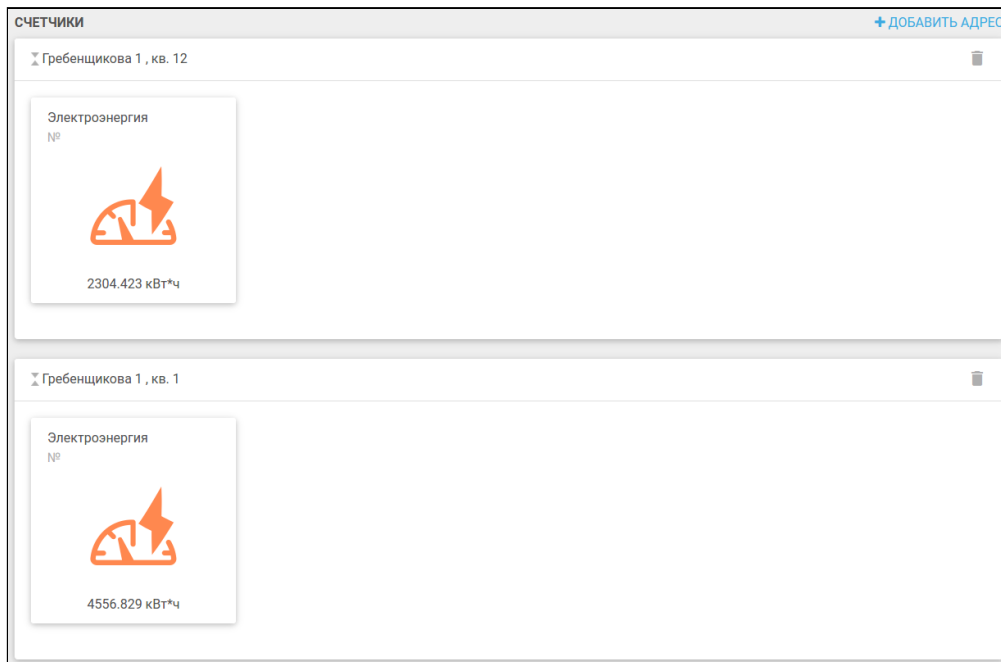 СЧЕТЧИКИ
+ ДОБАВИТЬ АДРЕС
Гребенщикова 1 , кв. 12
Электроэнергия
№
2304.423 кВт*ч
Гребенщикова 1 , кв. 1
Электроэнергия
№
4556.829 кВт*ч